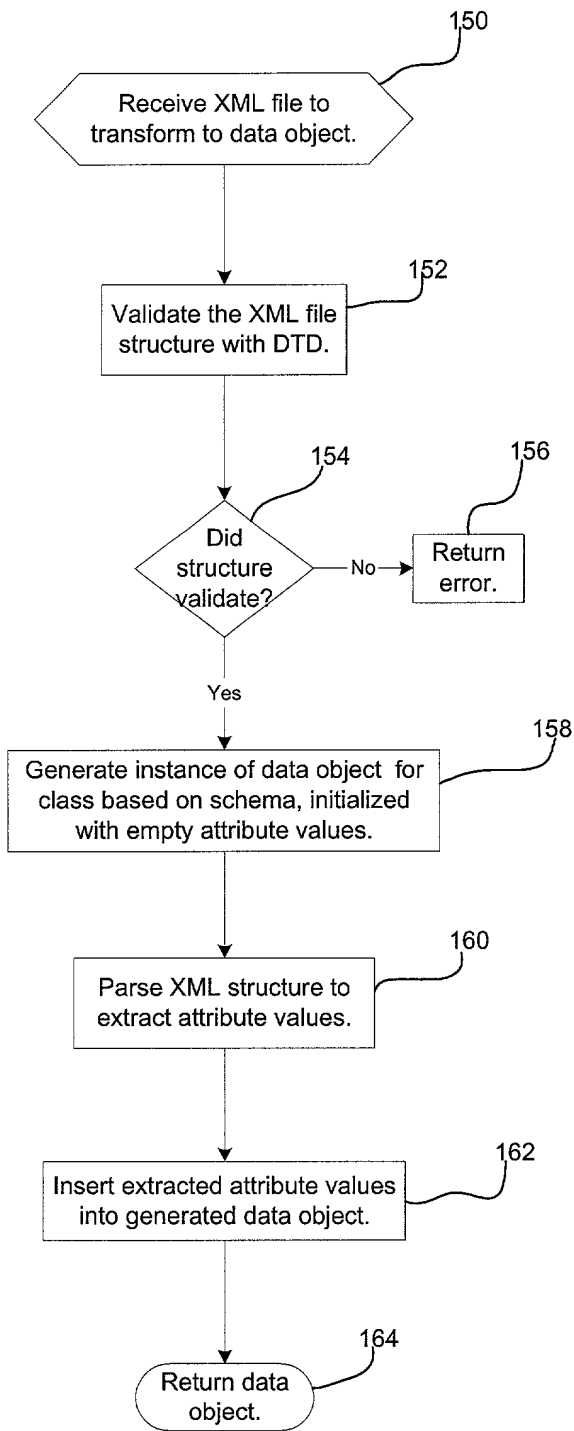 150
Receive XML file to
transform to data object.
152
Validate the XML file
structure with DTD.
154
156
Did
structure
validate?
No
Return
error.
Yes
158
Generate instance of data object for
class based on schema, initialized
with empty attribute values.
160
Parse XML structure to
extract attribute values.
162
Insert extracted attribute values
into generated data object.
164
Return data
object.